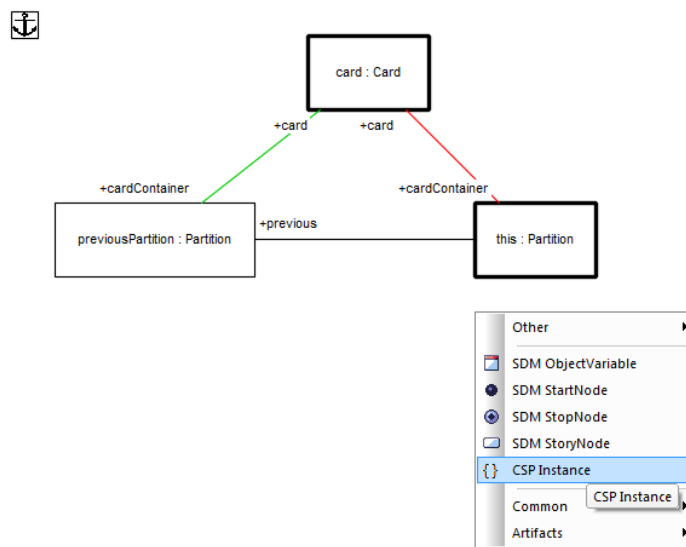 card : Card
+card
+card
+cardContainer
+cardContainer
previousPartition : Partition
+previous
this : Partition
Other
SDM ObjectVariable
SDM StartNode
SDM StopNode
SDM StoryNode
{} CSP Instance
CSP Instance
Common
Artifacts